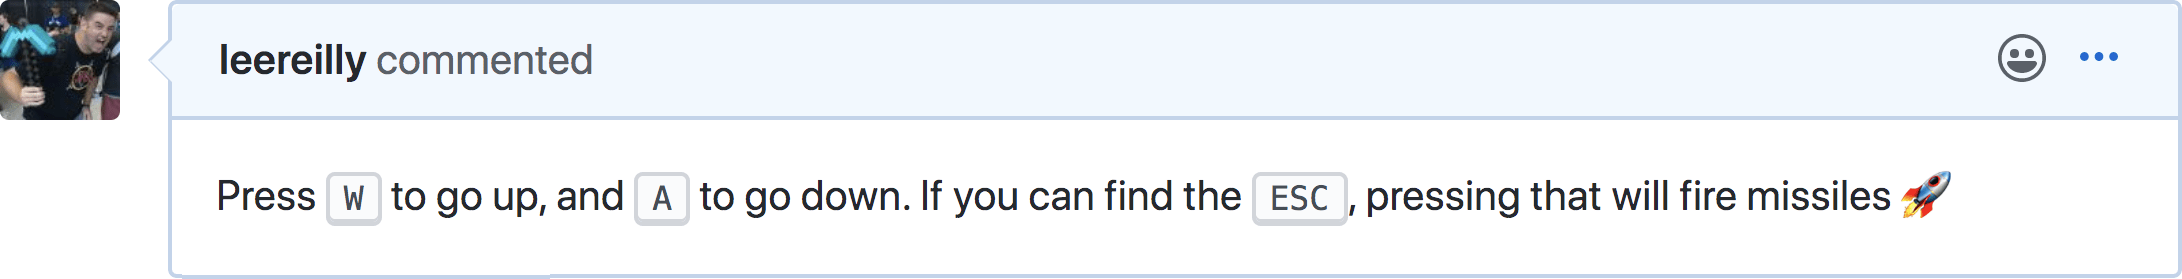 leereilly commented
Press W to go up, and A to go down. If you can find the ESC, pressing that will fire missiles 🚀